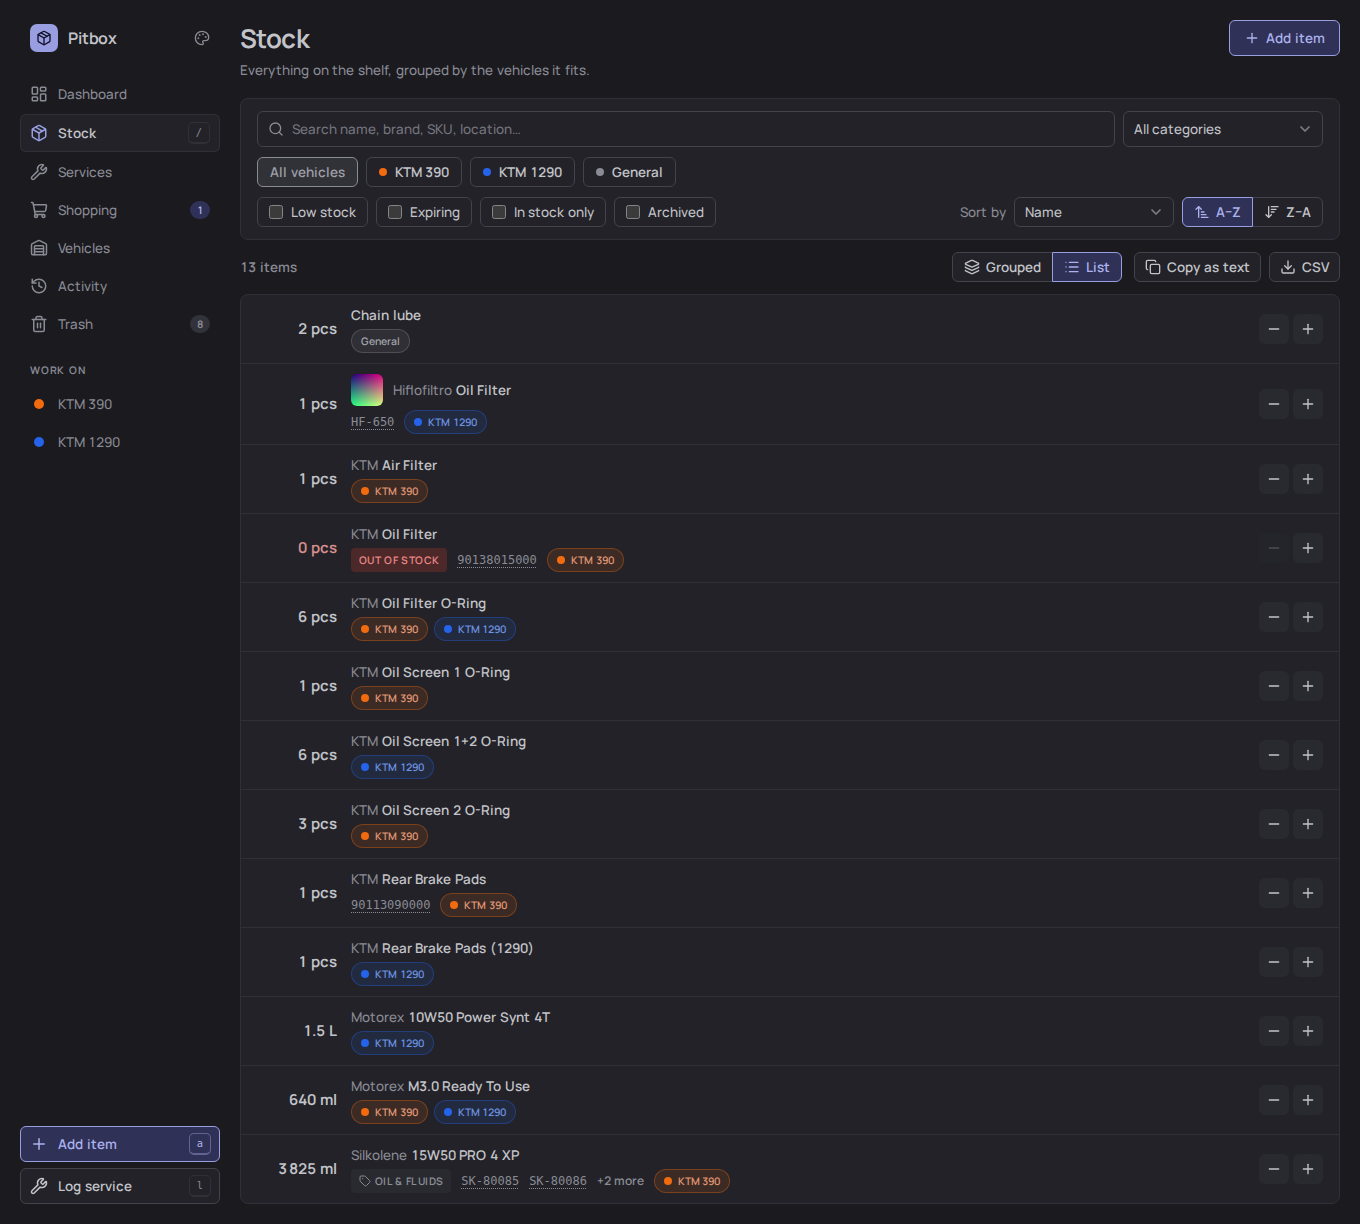 Pitbox
Dashboard
Stock /
Services
Shopping 1
Vehicles
Activity
Trash 8
WORK ON
KTM 390
KTM 1290
Add item a
Log service l
Stock
Add item
Everything on the shelf, grouped by the vehicles it fits.
Search name, brand, SKU, location…
All categories
All vehicles KTM 390 KTM 1290 General
Low stock Expiring In stock only Archived Sort by Name A–Z Z–A
13 items Grouped List Copy as text CSV
2 pcs Chain lube
General
1 pcs Hiflofiltro Oil Filter
HF-650 KTM 1290
1 pcs KTM Air Filter
KTM 390
0 pcs KTM Oil Filter
OUT OF STOCK 90138015000 KTM 390
6 pcs KTM Oil Filter O-Ring
KTM 390 KTM 1290
1 pcs KTM Oil Screen 1 O-Ring
KTM 390
6 pcs KTM Oil Screen 1+2 O-Ring
KTM 1290
3 pcs KTM Oil Screen 2 O-Ring
KTM 390
1 pcs KTM Rear Brake Pads
90113090000 KTM 390
1 pcs KTM Rear Brake Pads (1290)
KTM 1290
1.5 L Motorex 10W50 Power Synt 4T
KTM 1290
640 ml Motorex M3.0 Ready To Use
KTM 390 KTM 1290
3 825 ml Silkolene 15W50 PRO 4 XP
OIL & FLUIDS SK-80085 SK-80086 +2 more KTM 390